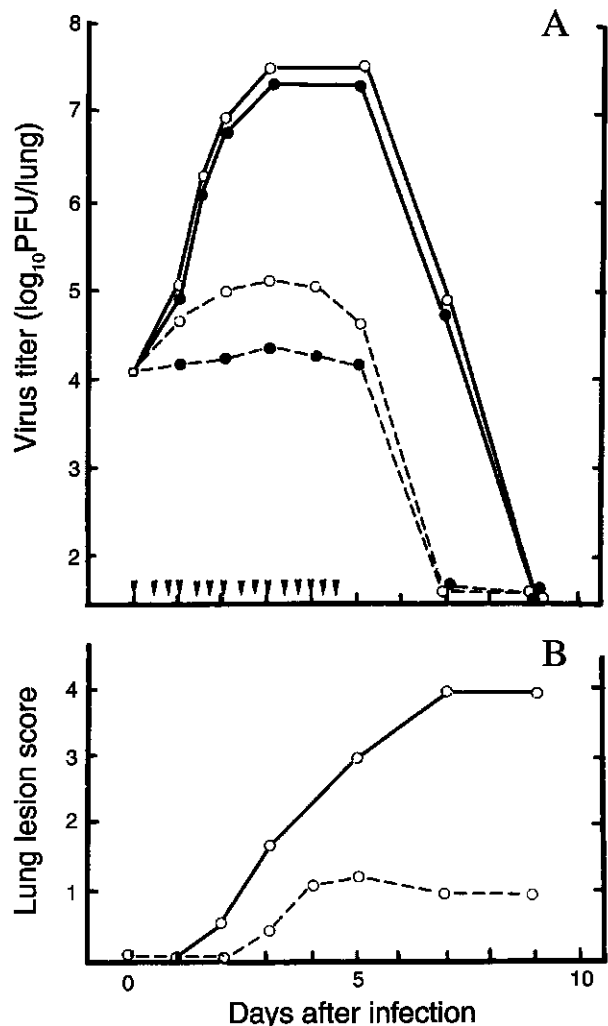 A
Virus titer (log₁₀PFU/lung)
8
7
6
5
4
3
2
B
Lung lesion score
4
3
2
1
0
5
10
Days after infection